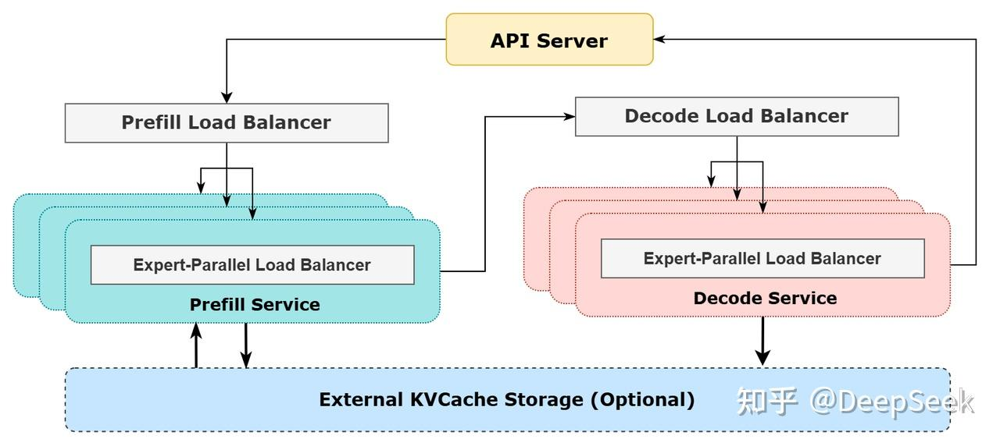 API Server
Prefill Load Balancer
Decode Load Balancer
Expert-Parallel Load Balancer
Prefill Service
Expert-Parallel Load Balancer
Decode Service
External KVCache Storage (Optional)
知乎 @DeepSeek